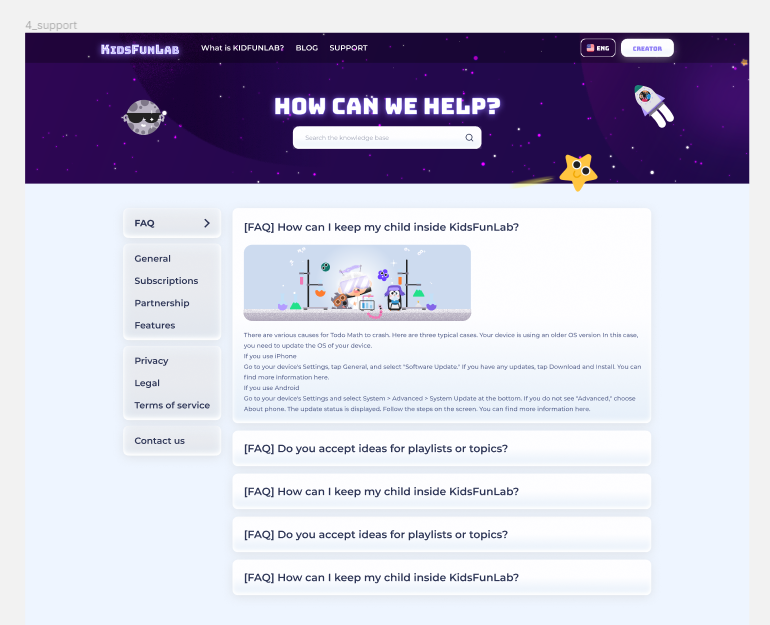 4_support
KIDSFUNLAB
What is KIDFUNLAB? BLOG SUPPORT
ENG
CREATOR
HOW CAN WE HELP?
Search the knowledge base
FAQ
General
Subscriptions
Partnership
Features
Privacy
Legal
Terms of service
Contact us
[FAQ] How can I keep my child inside KidsFunLab?
There are various causes for Todo Math to crash. Here are three typical cases. Your device is using an older OS version In this case,
you need to update the OS of your device.
If you use iPhone
Go to your device's Settings, tap General, and select "Software Update." If you have any updates, tap Download and Install. You can
find more information here.
If you use Android
Go to your device's Settings and select System > Advanced > System Update at the bottom. If you do not see "Advanced," choose
About phone. The update status is displayed. Follow the steps on the screen. You can find more information here.
[FAQ] Do you accept ideas for playlists or topics?
[FAQ] How can I keep my child inside KidsFunLab?
[FAQ] Do you accept ideas for playlists or topics?
[FAQ] How can I keep my child inside KidsFunLab?